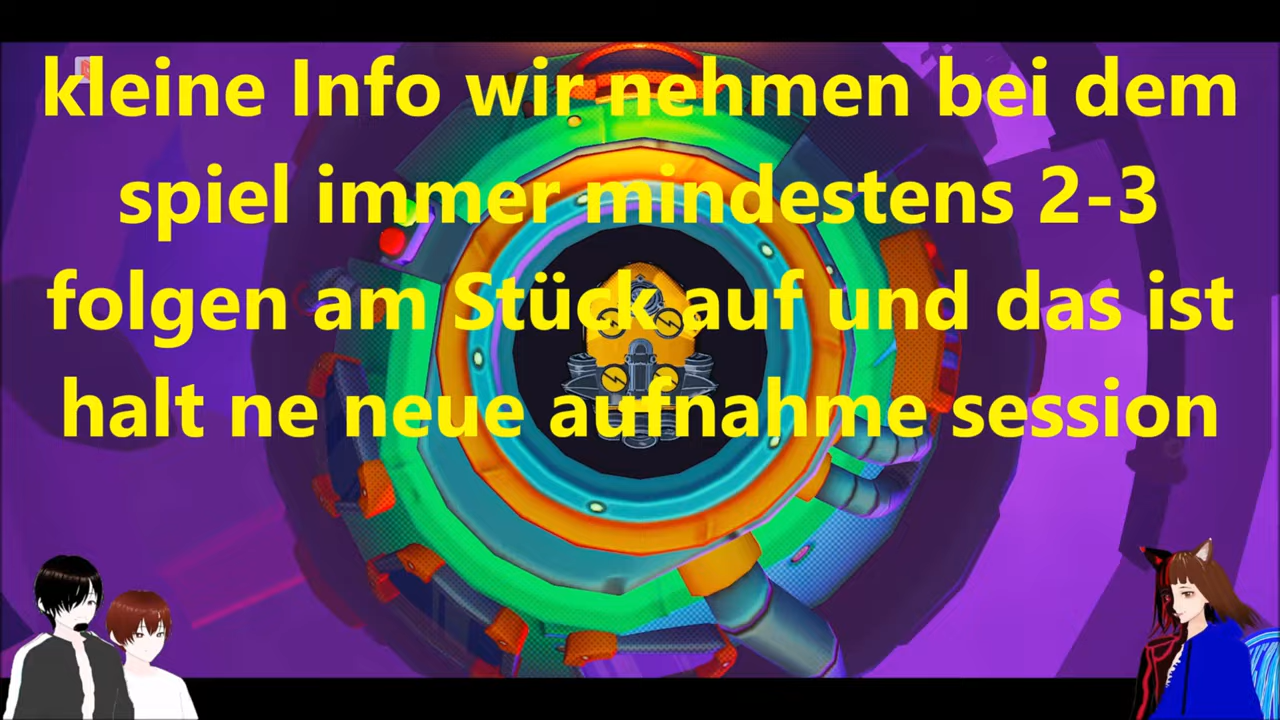 kleine Info wir nehmen bei dem
spiel immer mindestens 2-3
folgen am Stück auf und das ist
halt ne neue aufnahme session